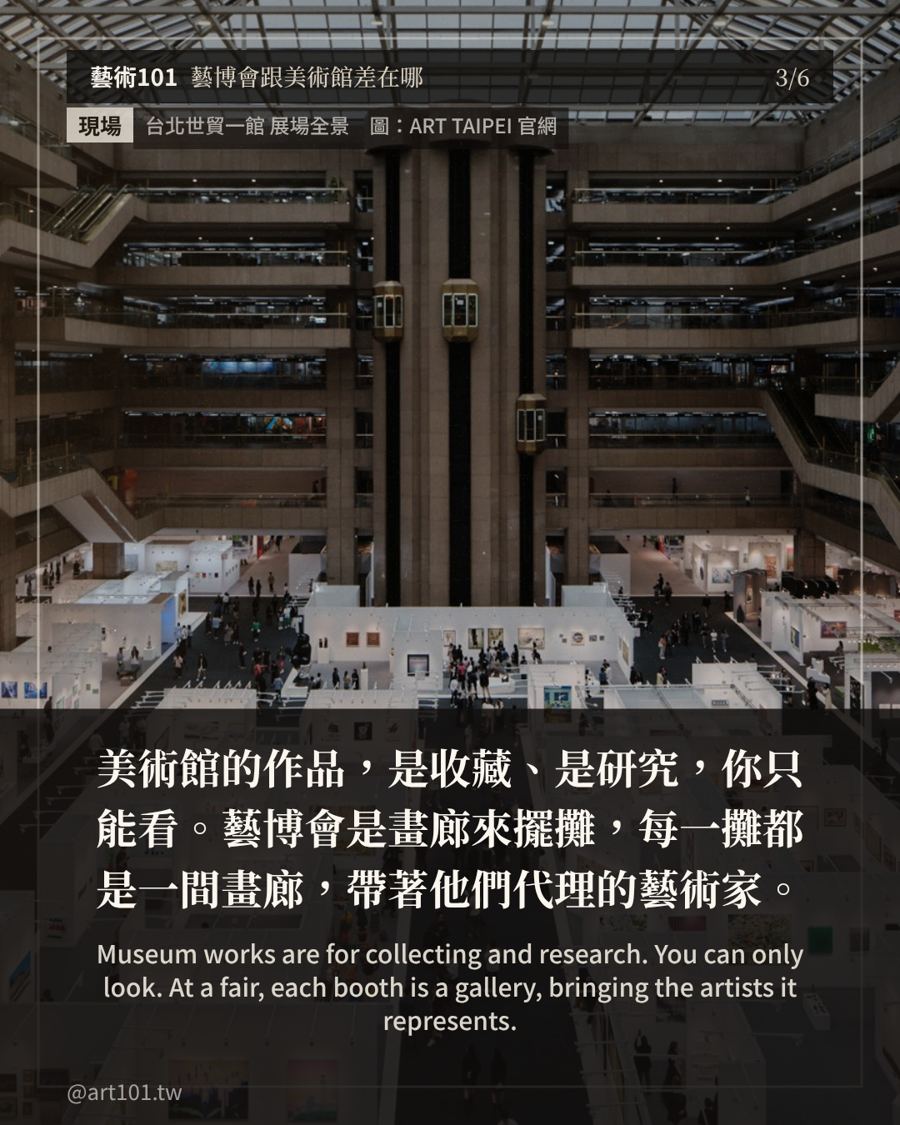 藝術101 藝博會跟美術館差在哪 3/6
現場 台北世貿一館 展場全景 圖：ART TAIPEI 官網
美術館的作品，是收藏、是研究，你只
能看。藝博會是畫廊來擺攤，每一攤都
是一間畫廊，帶著他們代理的藝術家。
Museum works are for collecting and research. You can only
look. At a fair, each booth is a gallery, bringing the artists it
represents.
@art101.tw